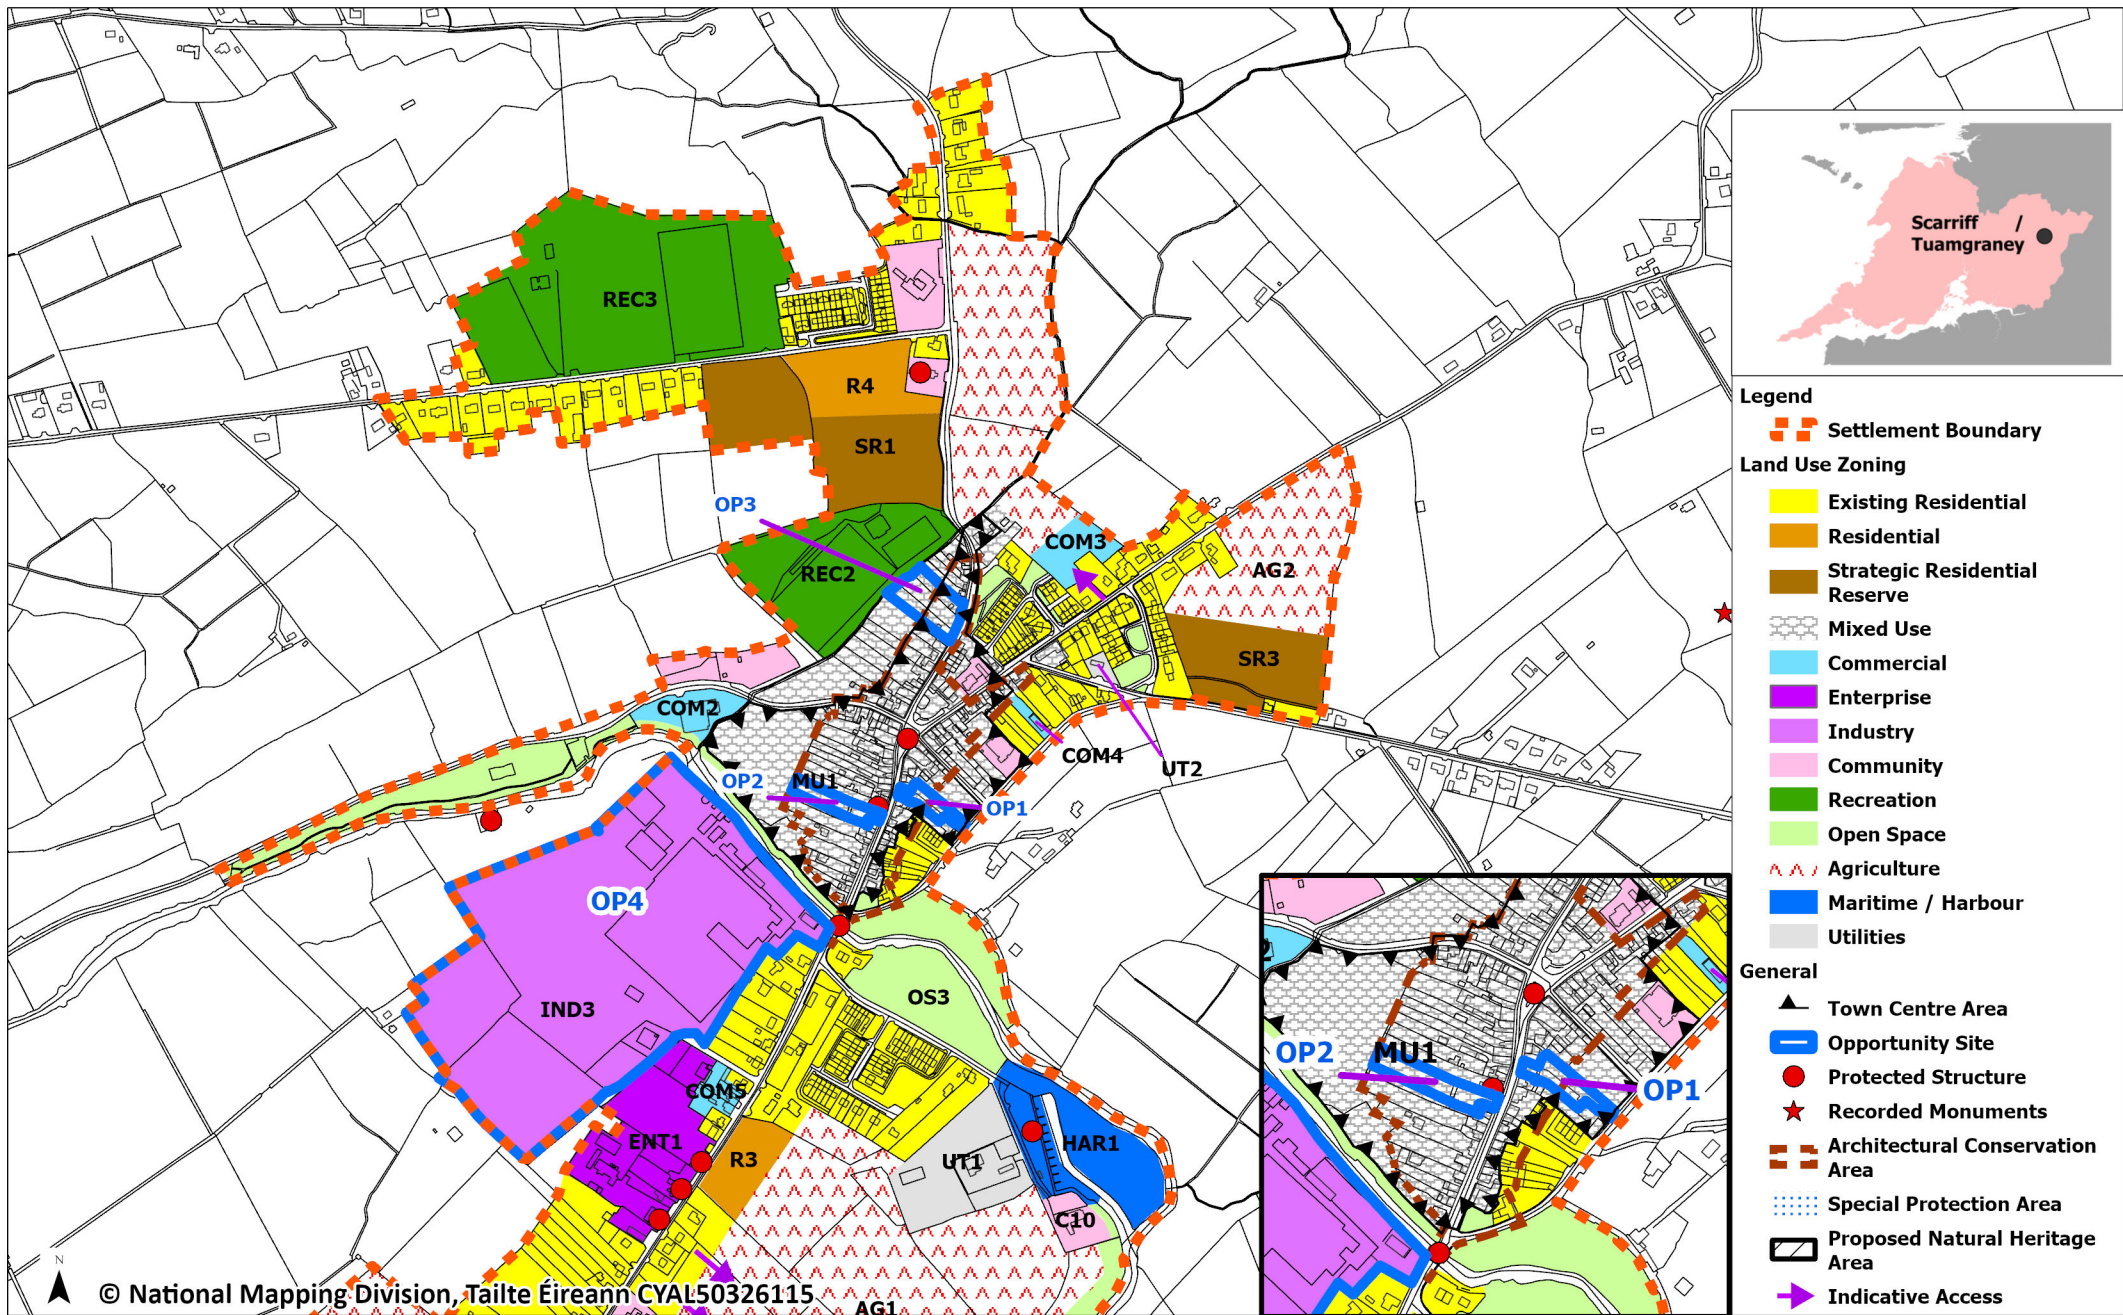 REC3
R4
SR1
OP3
REC2
COM3
AG2
SR3
COM2
COM4
UT2
OP2
MU1
OP1
OP4
OS3
IND3
COM5
ENT1
R3
UT1
HAR1
C10
AG1
N
© National Mapping Division, Tailte Éireann CYAL50326115
OP2
MU1
OP1
Scarriff /
Tuamgraney
Legend
Settlement Boundary
Land Use Zoning
Existing Residential
Residential
Strategic Residential
Reserve
Mixed Use
Commercial
Enterprise
Industry
Community
Recreation
Open Space
Agriculture
Maritime / Harbour
Utilities
General
Town Centre Area
Opportunity Site
Protected Structure
Recorded Monuments
Architectural Conservation
Area
Special Protection Area
Proposed Natural Heritage
Area
Indicative Access